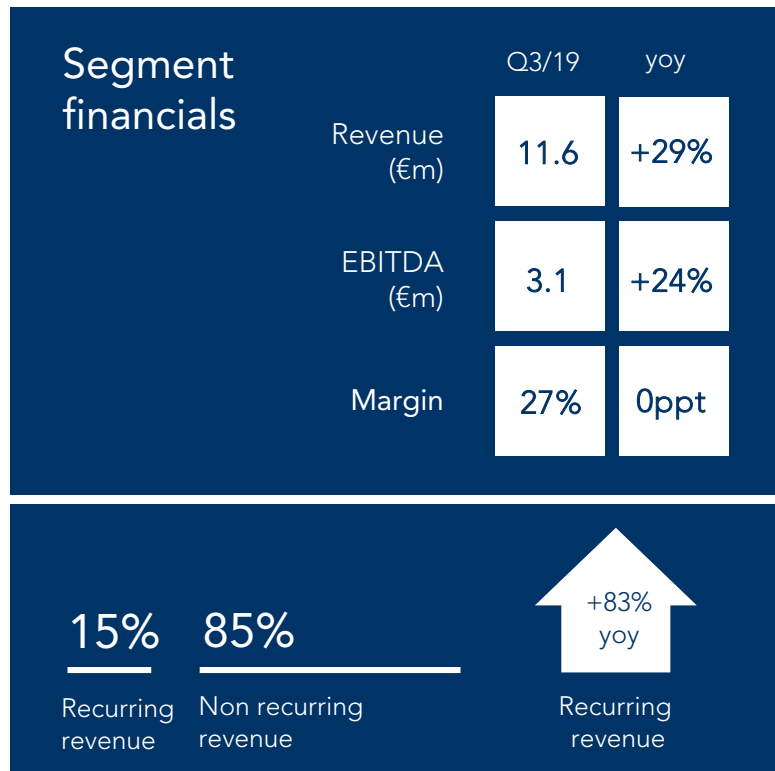 Segment
financials
Q3/19 yoy
Revenue
(€m)
11.6 +29%
EBITDA
(€m)
3.1 +24%
Margin 27% 0ppt
15% 85%
Recurring
revenue
Non recurring
revenue
+83%
yoy
Recurring
revenue